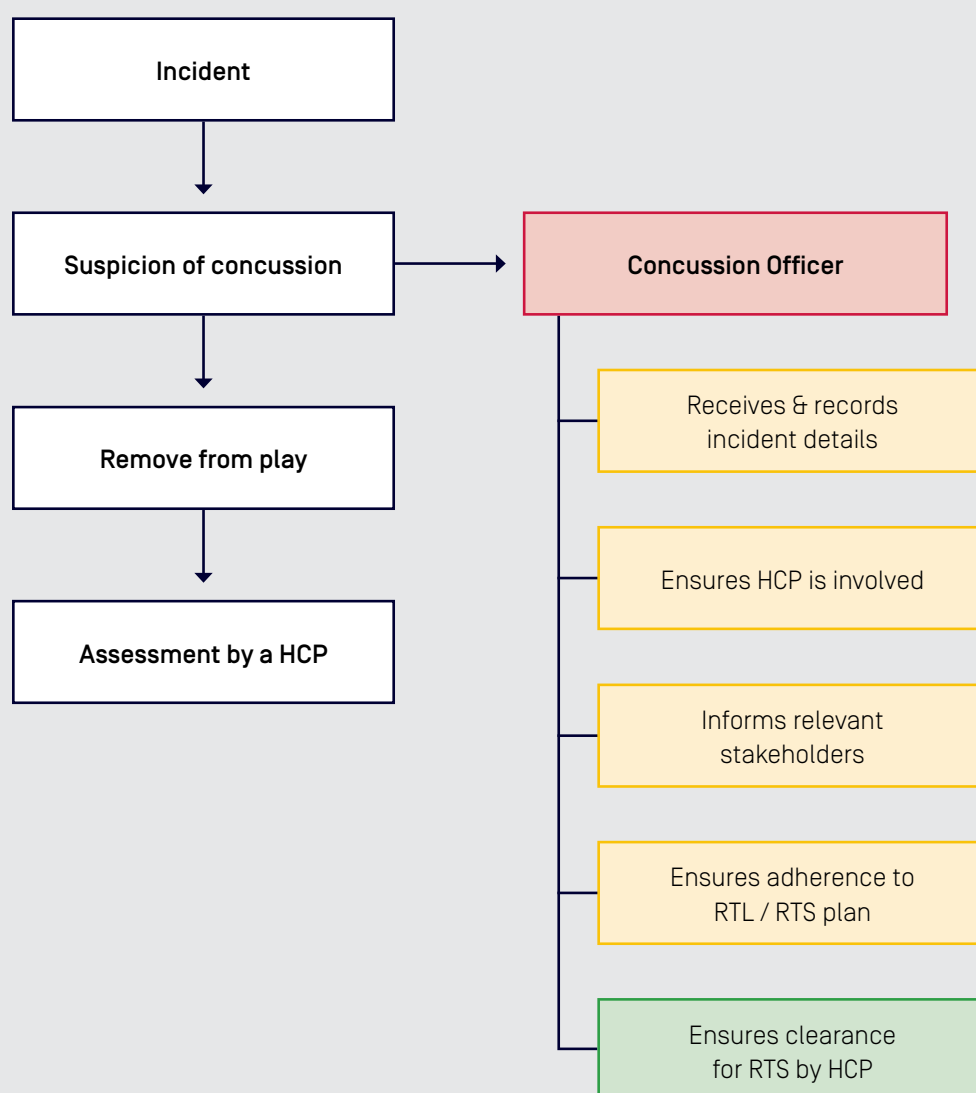 Incident
Suspicion of concussion
Concussion Officer
Receives & records
incident details
Remove from play
Ensures HCP is involved
Assessment by a HCP
Informs relevant
stakeholders
Ensures adherence to
RTL / RTS plan
Ensures clearance
for RTS by HCP